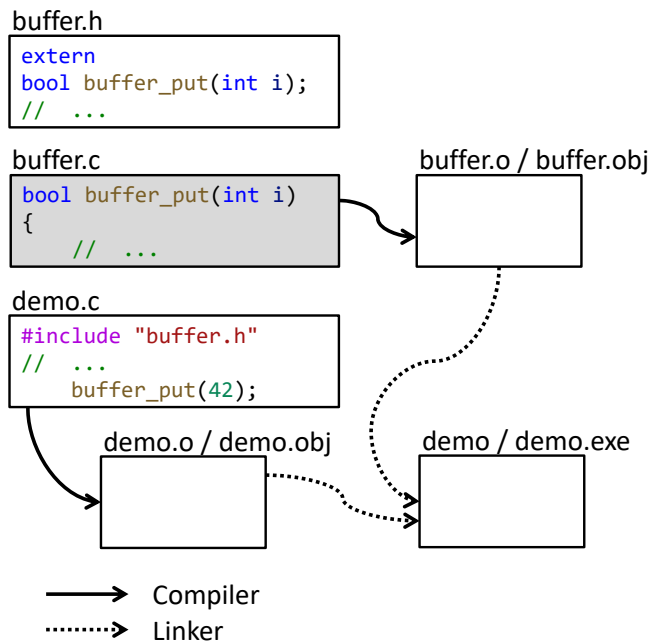 buffer.h
extern
bool buffer_put(int i);
//  ...
buffer.c
buffer.o / buffer.obj
bool buffer_put(int i)
{
    //  ...
demo.c
#include "buffer.h"
//  ...
    buffer_put(42);
demo.o / demo.obj
demo / demo.exe
Compiler
Linker